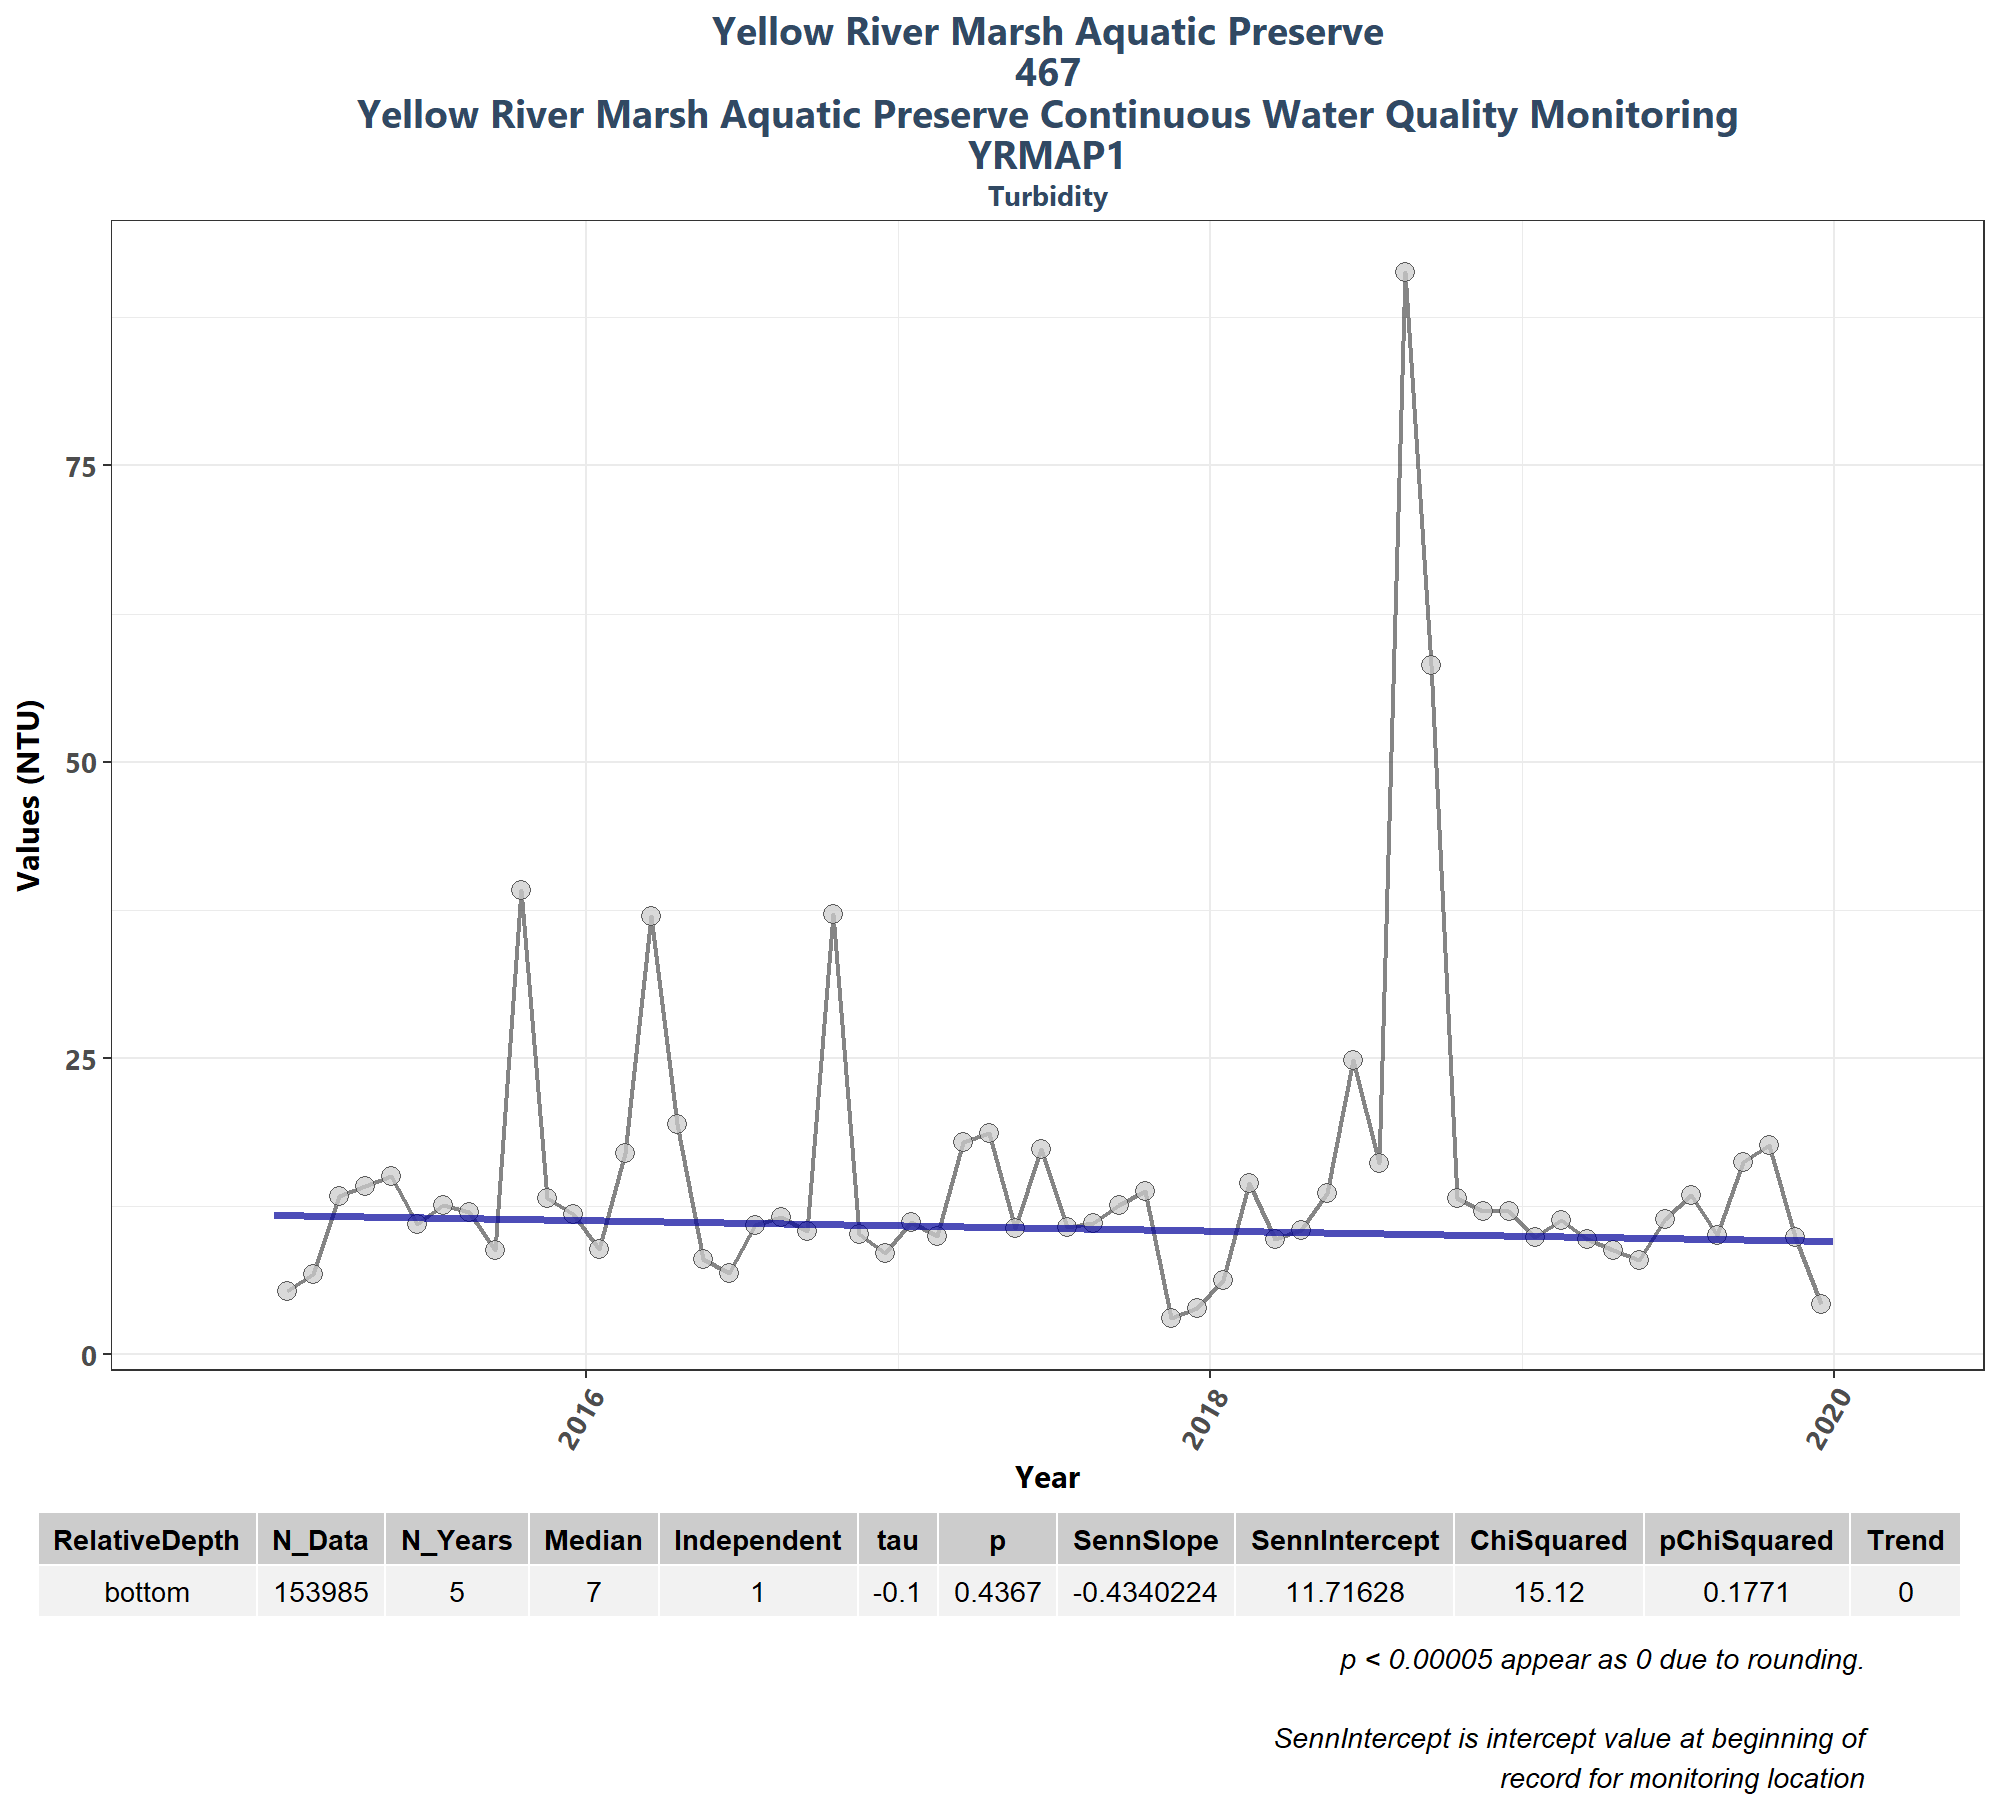 Yellow River Marsh Aquatic Preserve
467
Yellow River Marsh Aquatic Preserve Continuous Water Quality Monitoring
YRMAP1
Turbidity
75
50
25
0
Values (NTU)
2016
2018
2020
Year
RelativeDepth N_Data N_Years Median Independent tau p SennSlope SennIntercept ChiSquared pChiSquared Trend
bottom 153985 5 7 1 -0.1 0.4367 -0.4340224 11.71628 15.12 0.1771 0
p < 0.00005 appear as 0 due to rounding.
SennIntercept is intercept value at beginning of
record for monitoring location